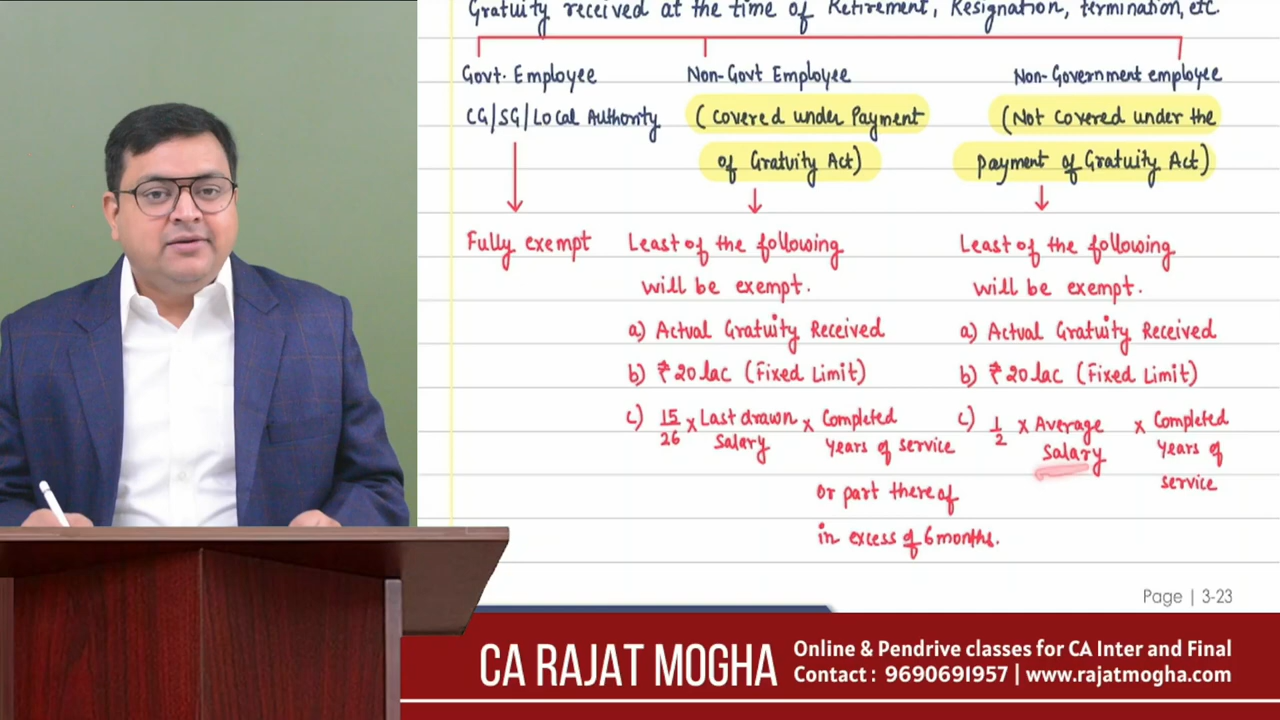 Gratuity received at the time of Retirement, Resignation, termination, etc
Govt. Employee
CG/SG/Local Authority
Fully exempt
Non-Govt Employee
(covered under Payment
of Gratuity Act)
Least of the following
will be exempt.
a) Actual Gratuity Received
b) ₹20 lac (Fixed Limit)
c) 15/26 x Last drawn Salary x Completed Years of service
or part there of
in excess of 6 months.
Non-Government employee
(Not covered under the
payment of Gratuity Act)
Least of the following
will be exempt.
a) Actual Gratuity Received
b) ₹20 lac (Fixed Limit)
c) 1/2 x Average Salary x Completed Years of service
Page | 3-23
CA RAJAT MOGHA
Online & Pendrive classes for CA Inter and Final
Contact : 9690691957 | www.rajatmogha.com